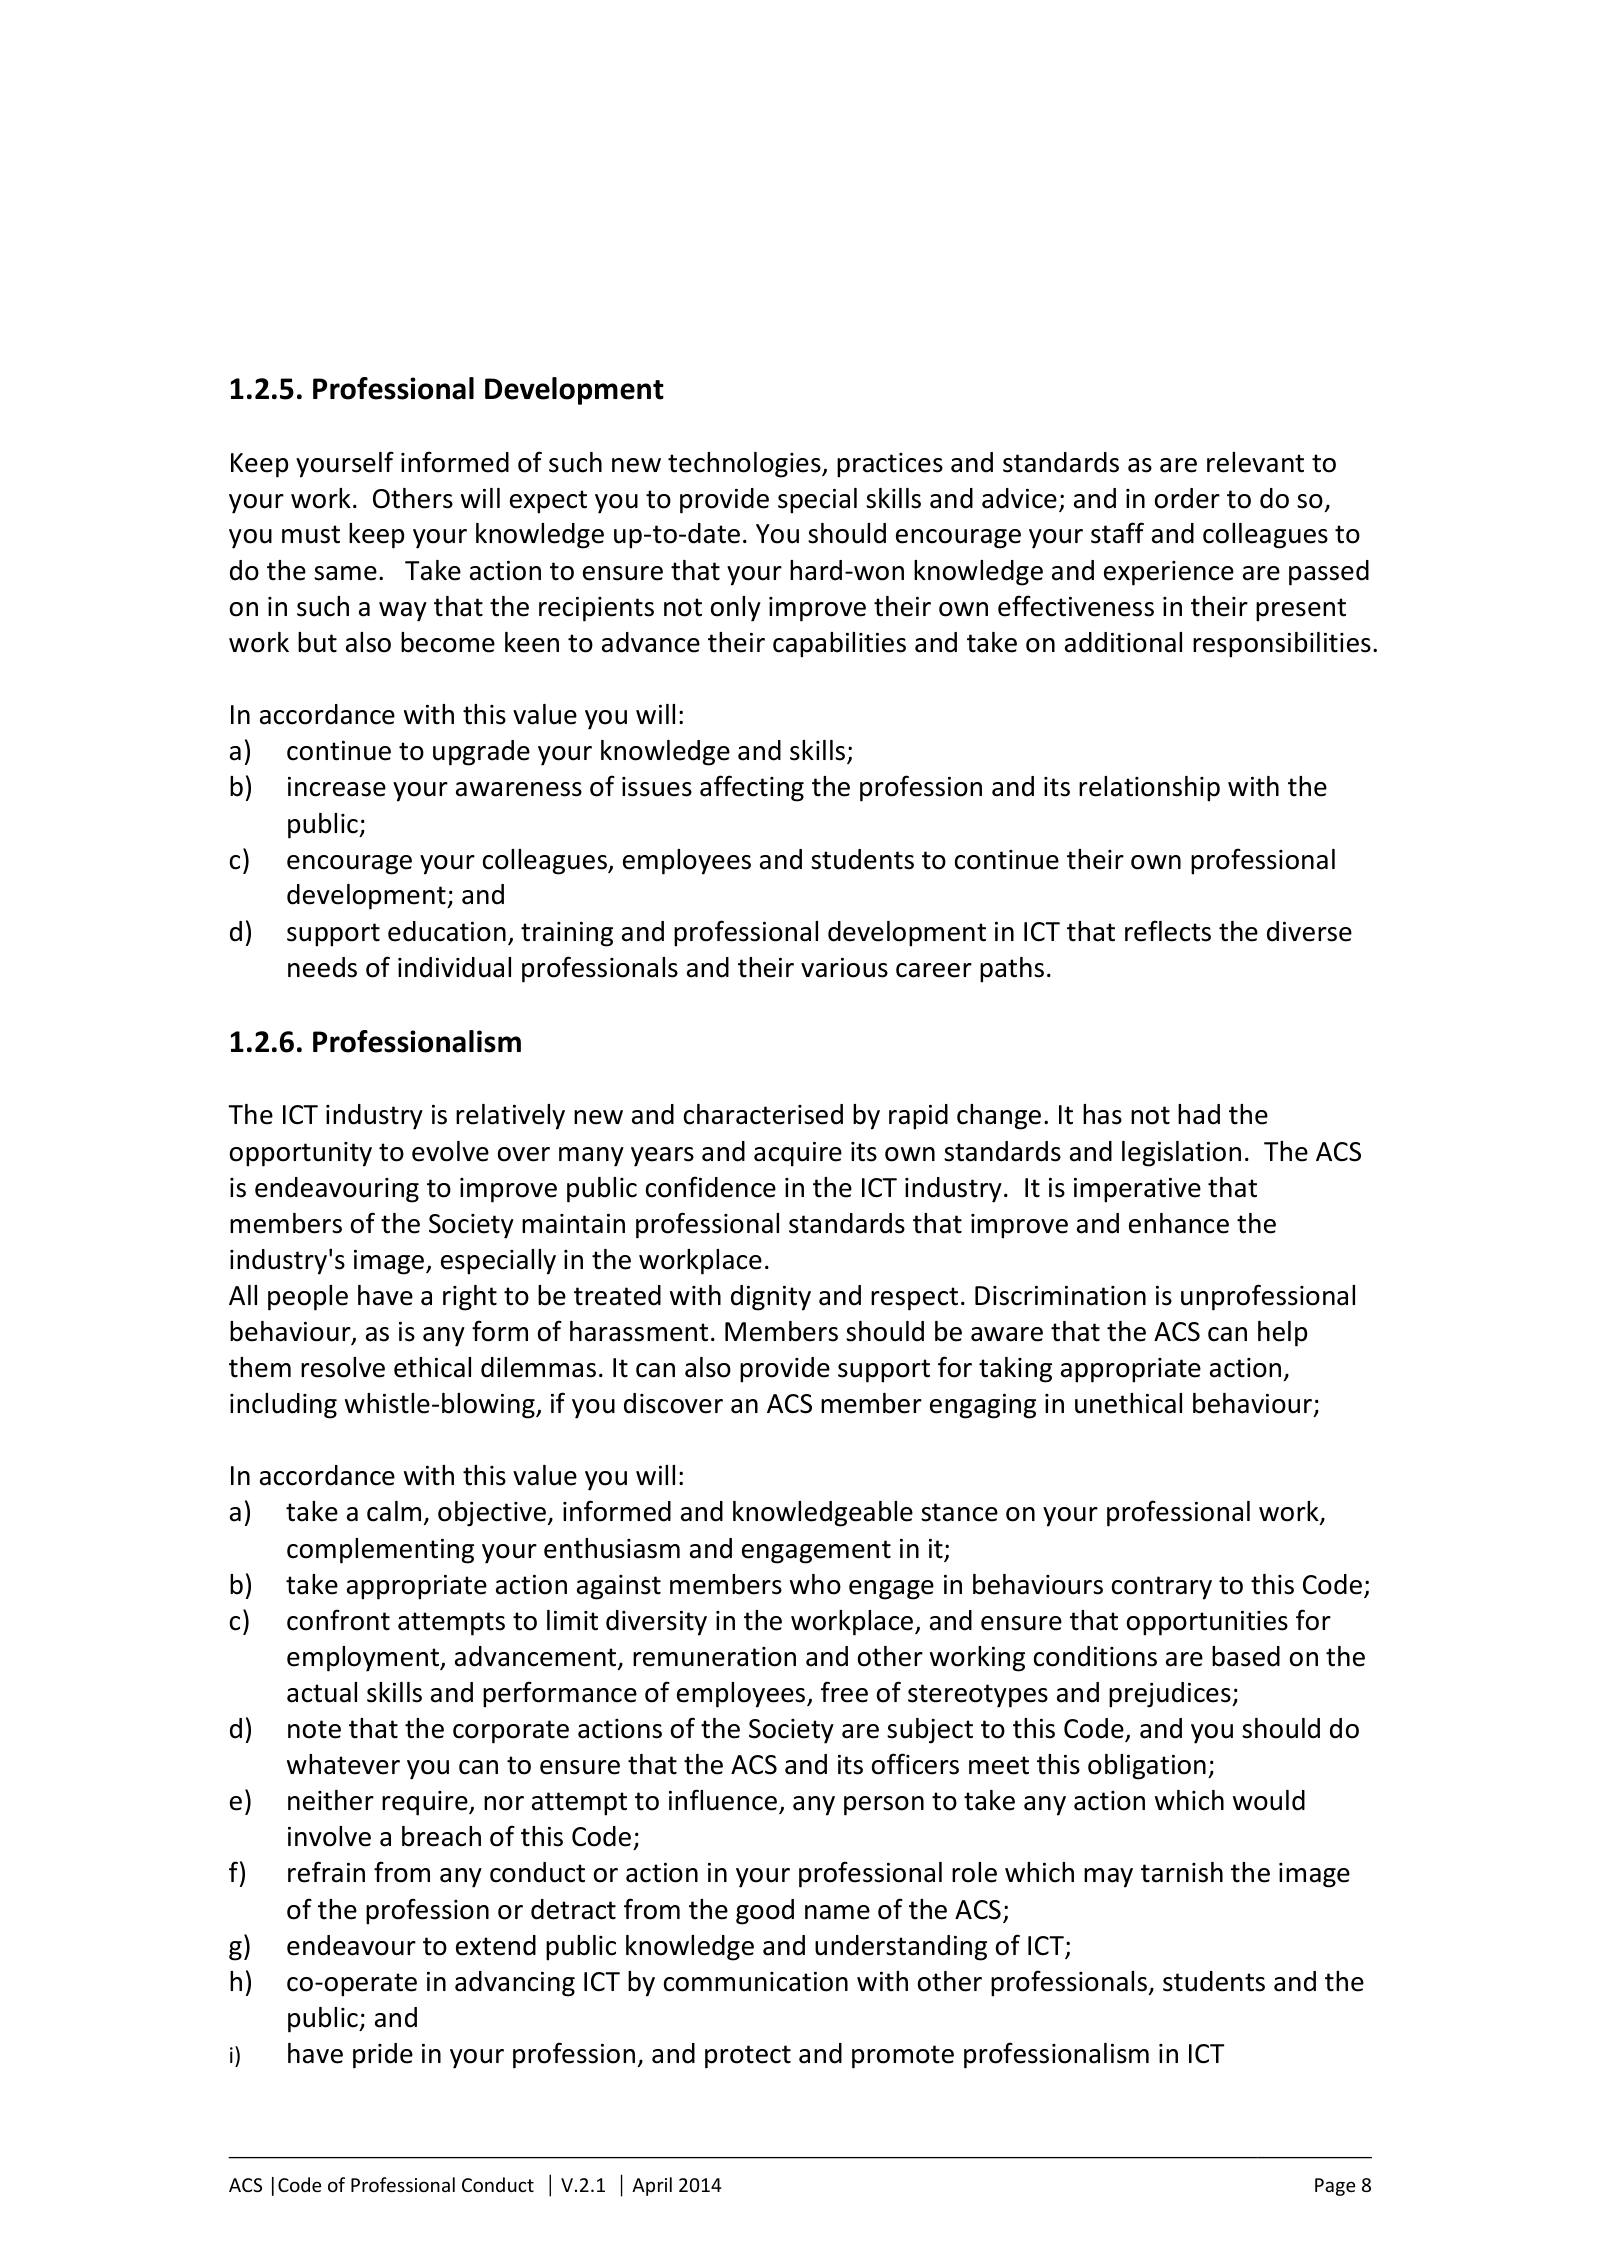 1.2.5. Professional Development
Keep yourself informed of such new technologies, practices and standards as are relevant to
your work.  Others will expect you to provide special skills and advice; and in order to do so,
you must keep your knowledge up-to-date. You should encourage your staff and colleagues to
do the same.   Take action to ensure that your hard-won knowledge and experience are passed
on in such a way that the recipients not only improve their own effectiveness in their present
work but also become keen to advance their capabilities and take on additional responsibilities.
In accordance with this value you will:
a) continue to upgrade your knowledge and skills;
b) increase your awareness of issues affecting the profession and its relationship with the
public;
c) encourage your colleagues, employees and students to continue their own professional
development; and
d) support education, training and professional development in ICT that reflects the diverse
needs of individual professionals and their various career paths.
1.2.6. Professionalism
The ICT industry is relatively new and characterised by rapid change. It has not had the
opportunity to evolve over many years and acquire its own standards and legislation.  The ACS
is endeavouring to improve public confidence in the ICT industry.  It is imperative that
members of the Society maintain professional standards that improve and enhance the
industry's image, especially in the workplace.
All people have a right to be treated with dignity and respect. Discrimination is unprofessional
behaviour, as is any form of harassment. Members should be aware that the ACS can help
them resolve ethical dilemmas. It can also provide support for taking appropriate action,
including whistle-blowing, if you discover an ACS member engaging in unethical behaviour;
In accordance with this value you will:
a) take a calm, objective, informed and knowledgeable stance on your professional work,
complementing your enthusiasm and engagement in it;
b) take appropriate action against members who engage in behaviours contrary to this Code;
c) confront attempts to limit diversity in the workplace, and ensure that opportunities for
employment, advancement, remuneration and other working conditions are based on the
actual skills and performance of employees, free of stereotypes and prejudices;
d) note that the corporate actions of the Society are subject to this Code, and you should do
whatever you can to ensure that the ACS and its officers meet this obligation;
e) neither require, nor attempt to influence, any person to take any action which would
involve a breach of this Code;
f) refrain from any conduct or action in your professional role which may tarnish the image
of the profession or detract from the good name of the ACS;
g) endeavour to extend public knowledge and understanding of ICT;
h) co-operate in advancing ICT by communication with other professionals, students and the
public; and
i) have pride in your profession, and protect and promote professionalism in ICT
ACS |Code of Professional Conduct | V.2.1 | April 2014 Page 8